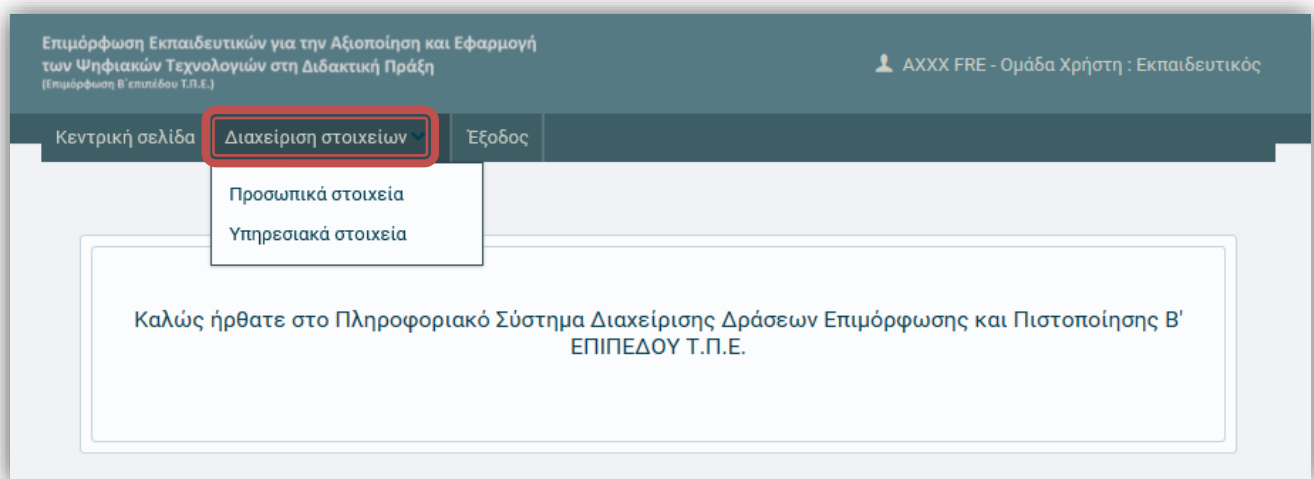 Επιμόρφωση Εκπαιδευτικών για την Αξιοποίηση και Εφαρμογή
των Ψηφιακών Τεχνολογιών στη Διδακτική Πράξη
(Επιμόρφωση Β΄επιπέδου Τ.Π.Ε.)
AXXX FRE - Ομάδα Χρήστη : Εκπαιδευτικός
Κεντρική σελίδα Διαχείριση στοιχείων Έξοδος
Προσωπικά στοιχεία
Υπηρεσιακά στοιχεία
Καλώς ήρθατε στο Πληροφοριακό Σύστημα Διαχείρισης Δράσεων Επιμόρφωσης και Πιστοποίησης Β'
ΕΠΙΠΕΔΟΥ Τ.Π.Ε.